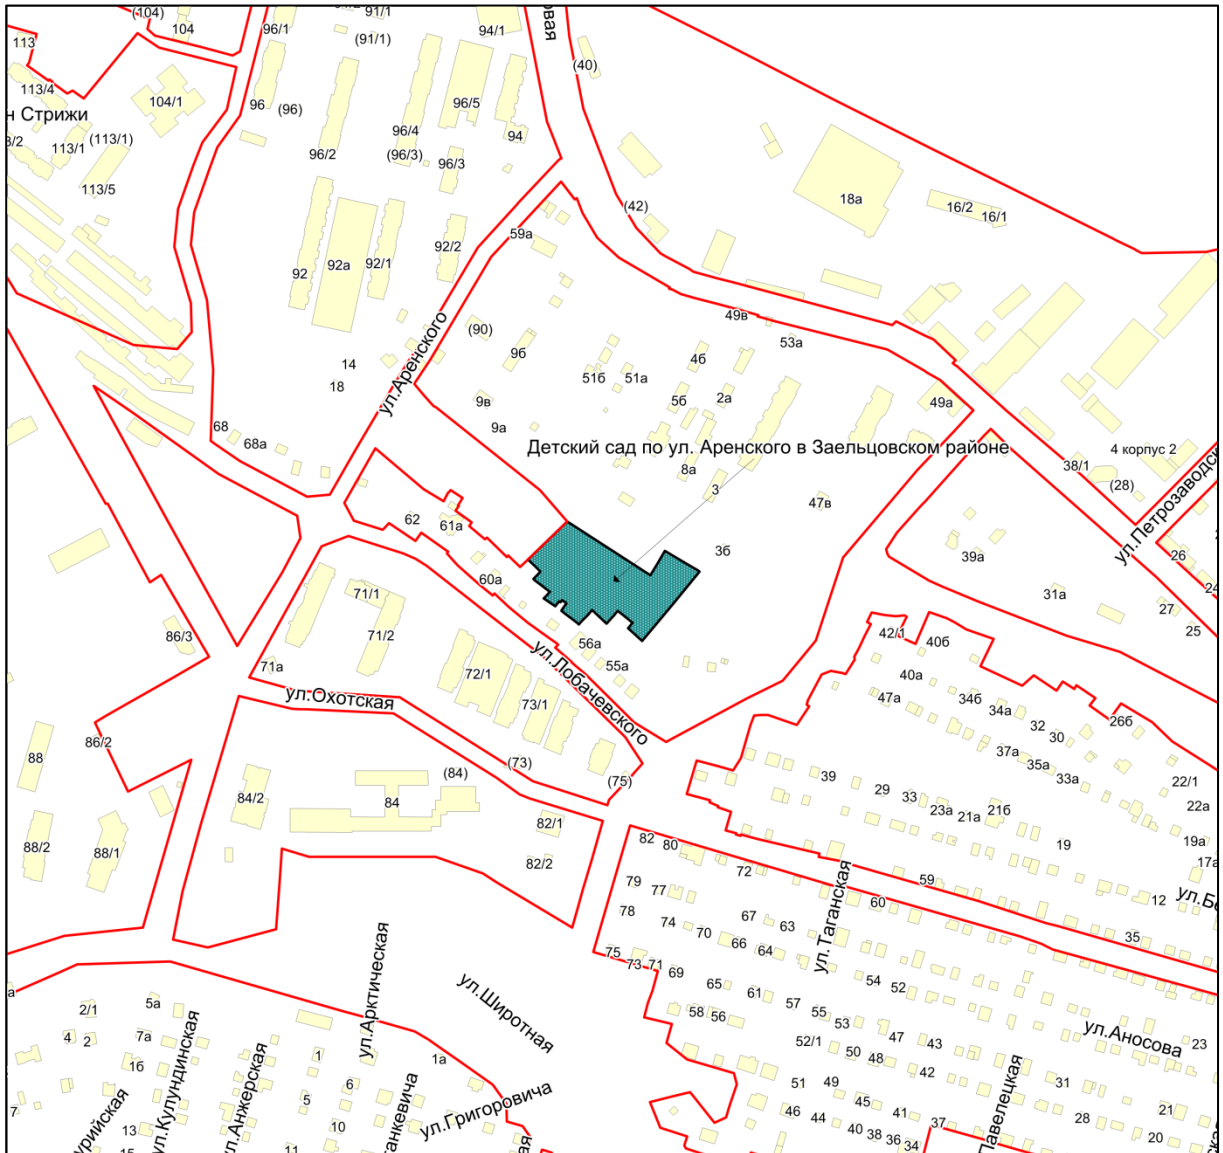 (104)
104
96/1
91/1
(91/1)
94/1
овая
(40)
113
113/4
н Стрижи
113/1
(113/1)
113/5
104/1
96
(96)
96/2
96/4
(96/3)
96/5
96/3
94
18а
16/2
16/1
(42)
59а
92
92а
92/1
92/2
ул.Аренского
(90)
9б
49в
53а
14
18
9в
9а
51б
51а
4б
5б
2а
49а
68
68а
Детский сад по ул. Аренского в Заельцовском районе
4 корпус 2
38/1
(28)
ул.Петрозаводск
8а
3
47в
62
61а
3б
39а
26
24
60а
31а
27
25
71/1
71/2
86/3
71а
56а
55а
ул.Лобачевского
42/1
40б
40а
47а
34б
34а
32
30
26б
72/1
73/1
ул.Охотская
86/2
88
(73)
(75)
(84)
84
84/2
37а
35а
33а
22/1
22а
39
29
33
23а
21а
21б
19
19а
17а
88/2
88/1
82/1
82/2
82
80
72
59
60
12
ул.Бе
79
77
78
74
70
67
63
66
64
ул.Таганская
35
75
73
71
69
65
61
54
52
ул.Арктическая
ул.Широтная
58
56
57
55
53
47
43
ул.Аносова
23
2/1
5а
4
2
7а
1б
ул.Кулундинская
ул.Анжерская
1
1а
6
5
10
11
52/1
50
48
42
51
49
45
41
46
44
40
38
36
34
37
31
28
21
20
ул.Григоровича
танкевича
Павелецкая
урийская
7
13
15